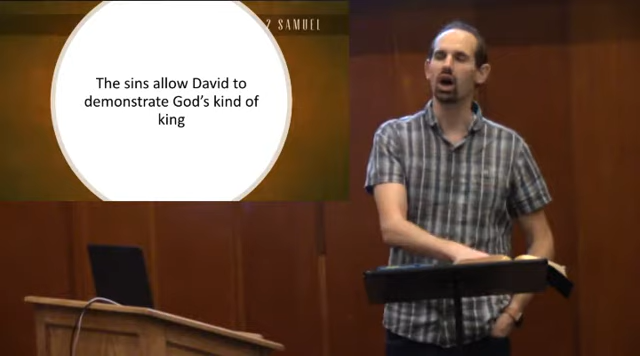 2 SAMUEL
The sins allow David to
demonstrate God's kind of
king